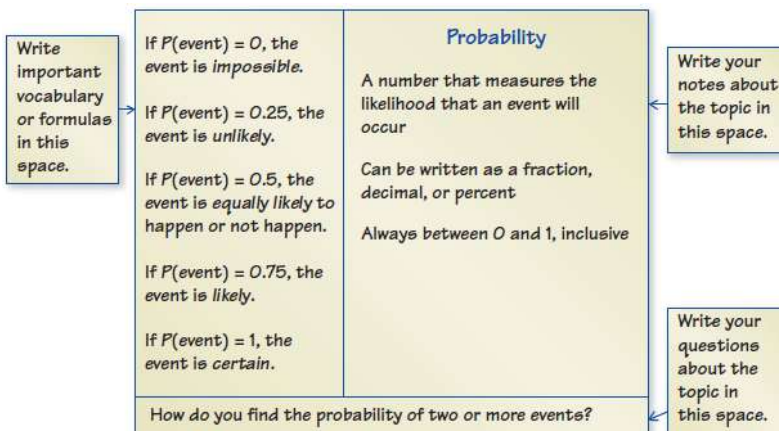 Write
important
vocabulary
or formulas
in this
space.
If P(event) = 0, the
event is impossible.
If P(event) = 0.25, the
event is unlikely.
If P(event) = 0.5, the
event is equally likely to
happen or not happen.
If P(event) = 0.75, the
event is likely.
If P(event) = 1, the
event is certain.
Probability
A number that measures the
likelihood that an event will
occur
Can be written as a fraction,
decimal, or percent
Always between 0 and 1, inclusive
Write your
notes about
the topic in
this space.
How do you find the probability of two or more events?
Write your
questions
about the
topic in
this space.